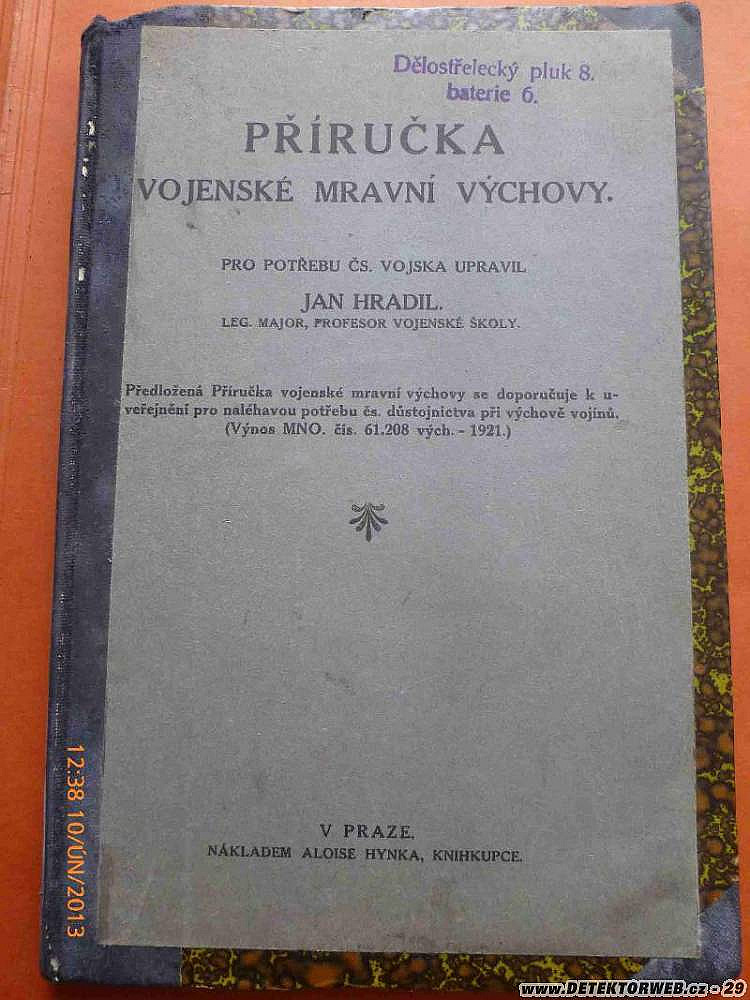 Dělostřelecký pluk 8.
baterie 6.
PŘÍRUČKA
VOJENSKÉ MRAVNÍ VÝCHOVY.
PRO POTŘEBU ČS. VOJSKA UPRAVIL
JAN HRADIL.
LEG. MAJOR, PROFESOR VOJENSKÉ ŠKOLY.
Předložená Příručka vojenské mravní výchovy se doporučuje k u-
veřejnění pro naléhavou potřebu čs. důstojnictva při výchově vojínů.
(Výnos MNO. čís. 61.208 vých. - 1921.)
V PRAZE.
NÁKLADEM ALOISE HYNKA, KNIHKUPCE.
12:38 10/ÚN/2013
www.DETEKTORWEB.cz - 29